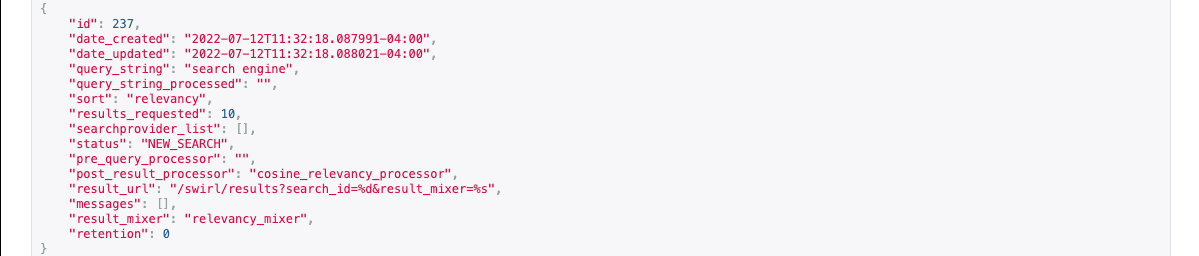 {
"id": 237,
"date_created": "2022-07-12T11:32:18.087991-04:00",
"date_updated": "2022-07-12T11:32:18.088021-04:00",
"query_string": "search engine",
"query_string_processed": "",
"sort": "relevancy",
"results_requested": 10,
"searchprovider_list": [],
"status": "NEW_SEARCH",
"pre_query_processor": "",
"post_result_processor": "cosine_relevancy_processor",
"result_url": "/swirl/results?search_id=%d&result_mixer=%s",
"messages": [],
"result_mixer": "relevancy_mixer",
"retention": 0
}